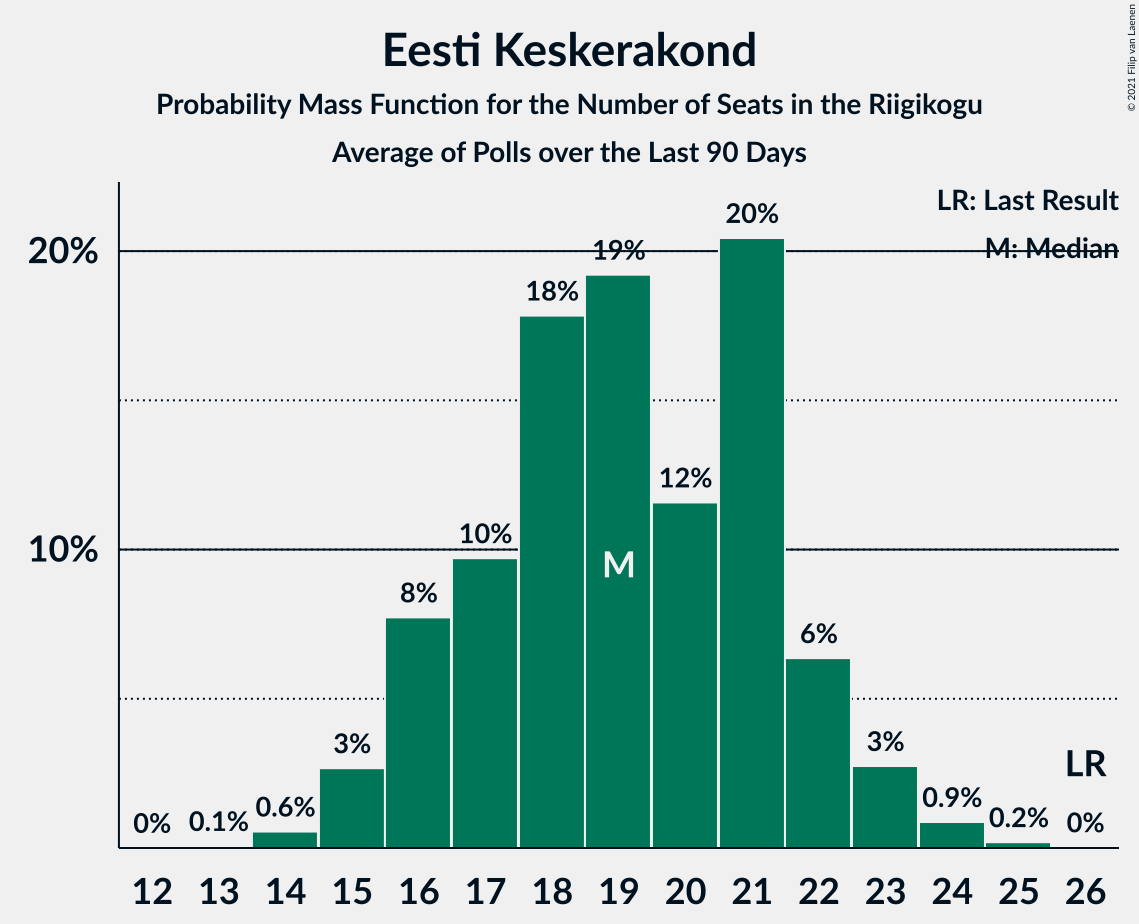 © 2021 Filip van Laenen
Eesti Keskerakond
Probability Mass Function for the Number of Seats in the Riigikogu
Average of Polls over the Last 90 Days
LR: Last Result
M: Median
20%
10%
0%
0.1%
0.6%
3%
8%
10%
18%
19%
12%
20%
6%
3%
0.9%
0.2%
0%
M
LR
12 13 14 15 16 17 18 19 20 21 22 23 24 25 26